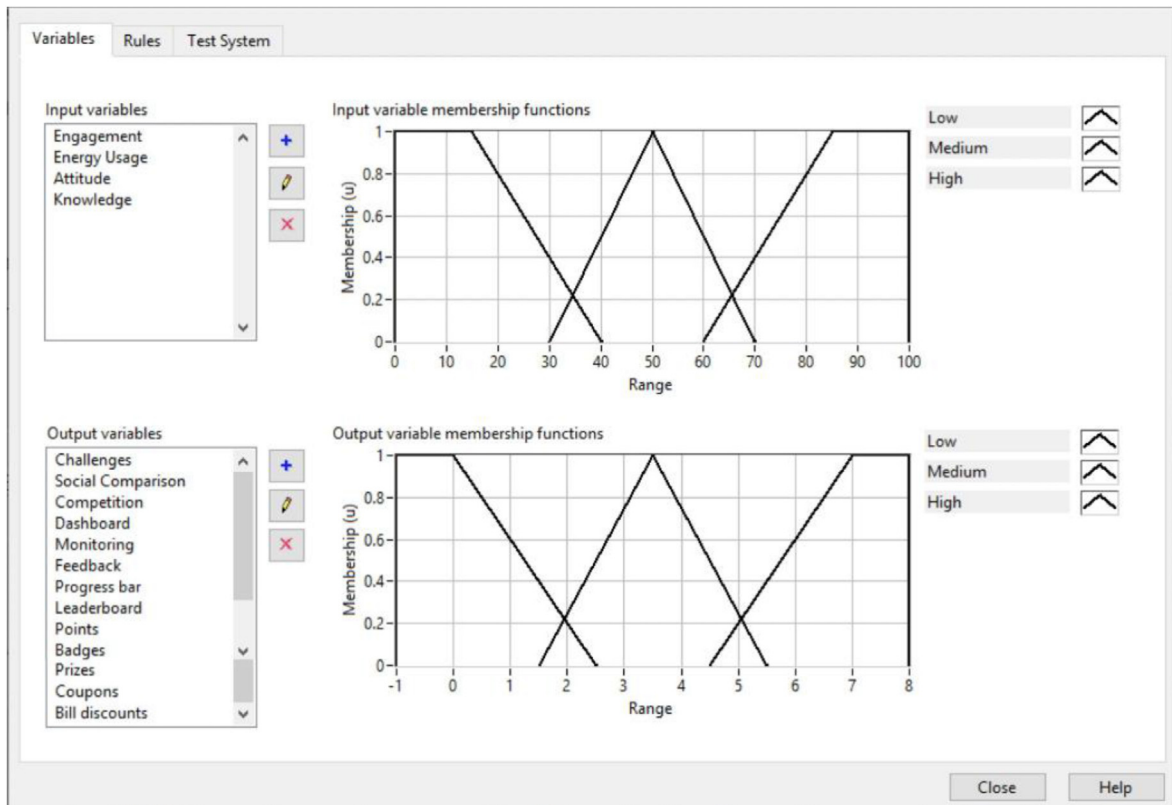 Variables Rules Test System
Input variables
Engagement
Energy Usage
Attitude
Knowledge
Input variable membership functions
Membership (u)
1
0.8
0.6
0.4
0.2
0
0 10 20 30 40 50 60 70 80 90 100
Range
Low
Medium
High
Output variables
Challenges
Social Comparison
Competition
Dashboard
Monitoring
Feedback
Progress bar
Leaderboard
Points
Badges
Prizes
Coupons
Bill discounts
Output variable membership functions
Membership (u)
1
0.8
0.6
0.4
0.2
0
-1 0 1 2 3 4 5 6 7 8
Range
Low
Medium
High
Close Help